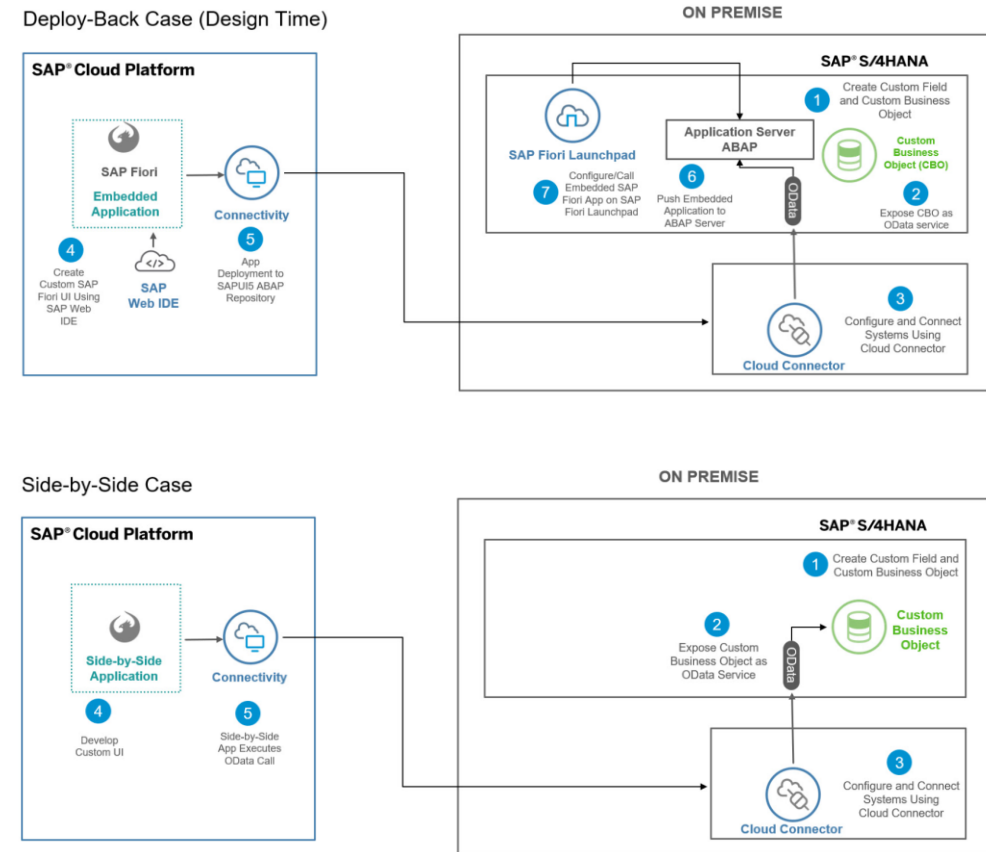 Deploy-Back Case (Design Time)
ON PREMISE
SAP® Cloud Platform
SAP Fiori
Embedded
Application
4
Create
Custom SAP
Fiori UI Using
SAP Web
IDE
SAP
Web IDE
Connectivity
5
App
Deployment to
SAPUI5 ABAP
Repository
SAP® S/4HANA
SAP Fiori Launchpad
7
Configure/Call
Embedded SAP
Fiori App on SAP
Fiori Launchpad
Application Server
ABAP
6
Push Embedded
Application to
ABAP Server
OData
1
Create Custom Field
and Custom Business
Object
Custom
Business
Object (CBO)
2
Expose CBO as
OData service
3
Configure and Connect
Systems Using
Cloud Connector
Cloud Connector
Side-by-Side Case
ON PREMISE
SAP® Cloud Platform
Side-by-Side
Application
4
Develop
Custom UI
Connectivity
5
Side-by-Side
App Executes
OData Call
SAP® S/4HANA
1
Create Custom Field and
Custom Business Object
2
Expose Custom
Business Object as
OData Service
OData
Custom
Business
Object
3
Configure and Connect
Systems Using
Cloud Connector
Cloud Connector